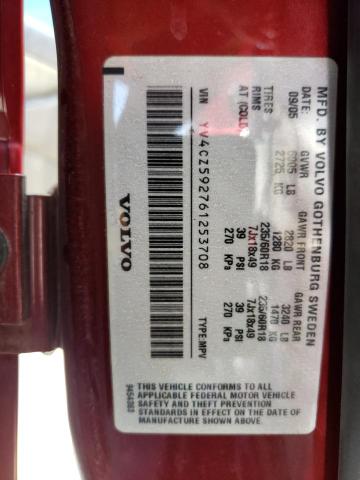 MFD. BY VOLVO GOTHENBURG SWEDEN
DATE: GVWR GAWR FRONT GAWR REAR
09/05 6005 LB 2820 LB 3240 LB
2725 KG 1280 KG 1470 KG
TIRES 235/60R18 235/60R18
RIMS 7Jx18x49 7Jx18x49
AT (COLD) 39 PSI 39 PSI
270 KPa 270 KPa
VIN YV4CZ592761253708 TYPE: MPV
VOLVO
THIS VEHICLE CONFORMS TO ALL
APPLICABLE FEDERAL MOTOR VEHICLE
SAFETY AND THEFT PREVENTION
STANDARDS IN EFFECT ON THE DATE OF
MANUFACTURE SHOWN ABOVE.